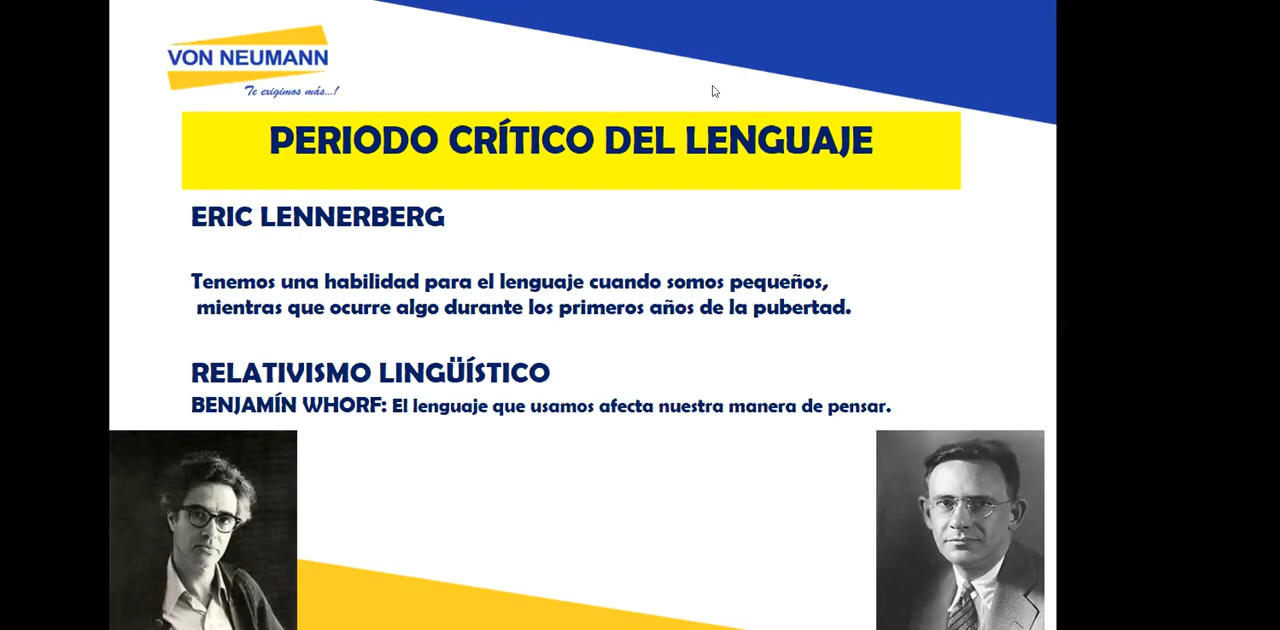 VON NEUMANN
Te exigimos más...!
PERIODO CRÍTICO DEL LENGUAJE
ERIC LENNERBERG
Tenemos una habilidad para el lenguaje cuando somos pequeños,
mientras que ocurre algo durante los primeros años de la pubertad.
RELATIVISMO LINGÜÍSTICO
BENJAMÍN WHORF: El lenguaje que usamos afecta nuestra manera de pensar.